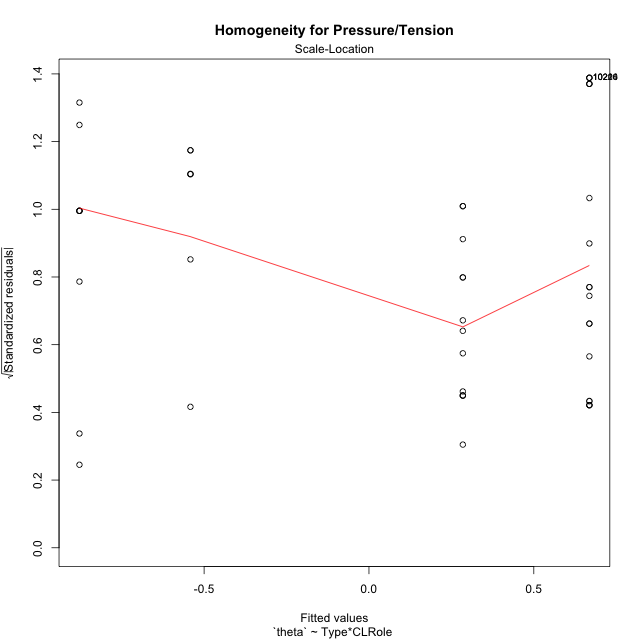 Homogeneity for Pressure/Tension
Scale-Location
1.4
1.2
1.0
0.8
0.6
0.4
0.2
0.0
√|Standardized residuals|
-0.5 0.0 0.5
Fitted values
`theta` ~ Type*CLRole